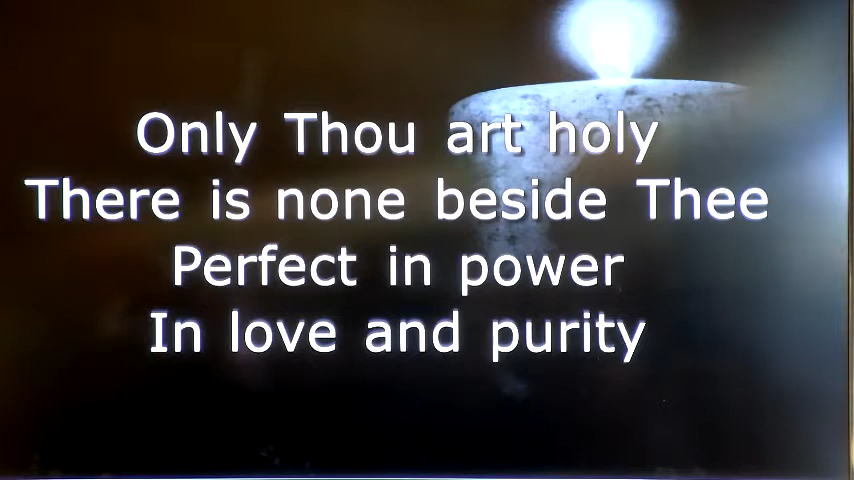 Only Thou art holy
There is none beside Thee
Perfect in power
In love and purity